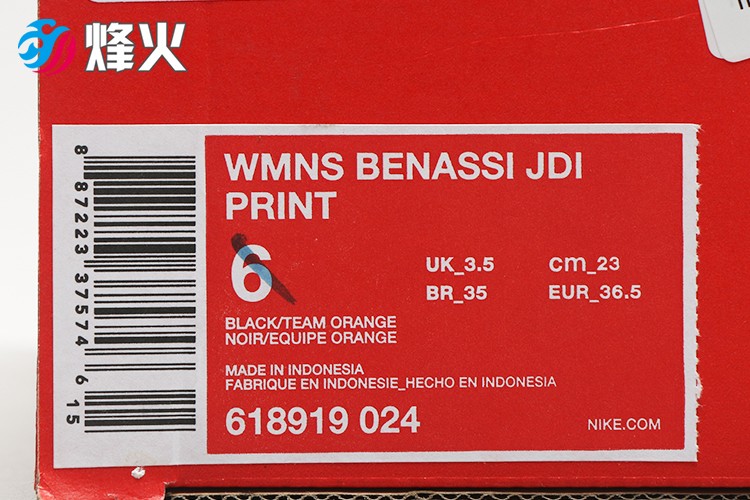 烽火
WMNS BENASSI JDI
PRINT
6
UK_3.5 cm_23
BR_35 EUR_36.5
BLACK/TEAM ORANGE
NOIR/EQUIPE ORANGE
MADE IN INDONESIA
FABRIQUE EN INDONESIE_HECHO EN INDONESIA
618919 024
NIKE.COM
8 87223 37574 6 15